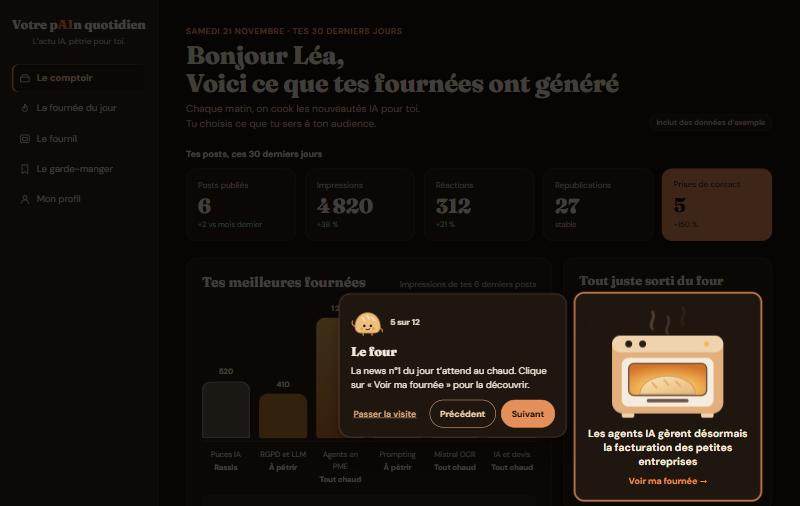 Votre pAIn quotidien
L'actu IA, pétrie pour toi.
Le comptoir
La fournée du jour
Le fournil
Le garde-manger
Mon profil
SAMEDI 21 NOVEMBRE · TES 30 DERNIERS JOURS
Bonjour Léa,
Voici ce que tes fournées ont généré
Chaque matin, on cook les nouveautés IA pour toi.
Tu choisis ce que tu sers à ton audience.
Inclut des données d'exemple
Tes posts, ces 30 derniers jours
Posts publiés
6
+2 vs mois dernier
Impressions
4 820
+38 %
Réactions
312
+21 %
Republications
27
stable
Prises de contact
5
+150 %
Tes meilleures fournées
Impressions de tes 6 derniers posts
520
410
Puces IA
Rassis
RGPD et LLM
À pétrir
Agents en
PME
Tout chaud
Prompting
À pétrir
Mistral OCR
Tout chaud
IA et devis
Tout chaud
5 sur 12
Le four
La news n°1 du jour t'attend au chaud. Clique
sur « Voir ma fournée » pour la découvrir.
Passer la visite
Précédent
Suivant
Tout juste sorti du four
Les agents IA gèrent désormais
la facturation des petites
entreprises
Voir ma fournée →